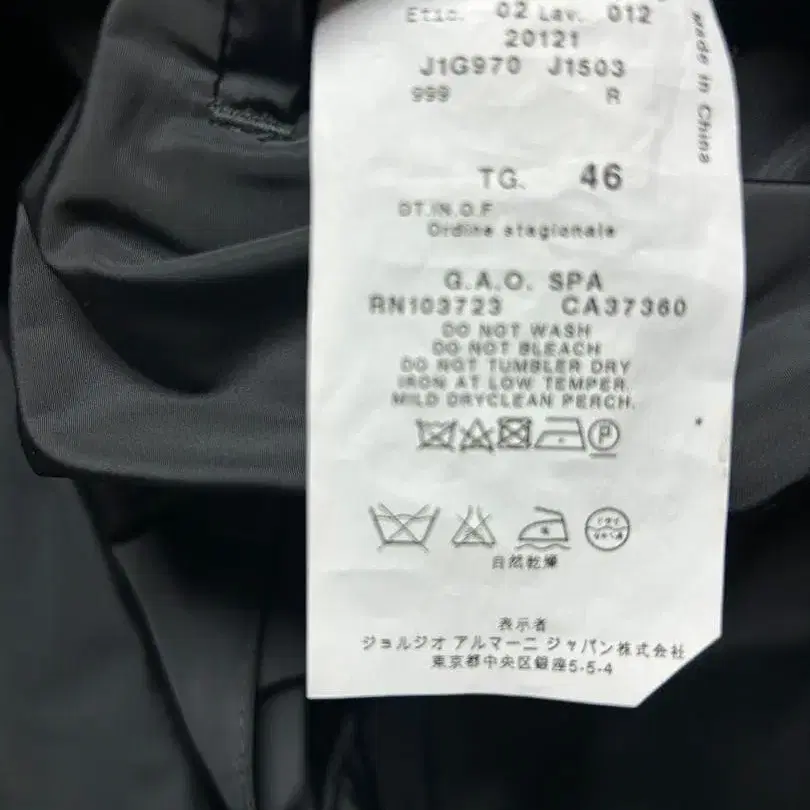 Etic. 02 Lav. 012
20121
J1G970 J1503
999 R
made in China
TG. 46
DT.IN.O.F
Ordine stagionale
G.A.O. SPA
RN103723 CA37360
DO NOT WASH
DO NOT BLEACH
DO NOT TUMBLER DRY
IRON AT LOW TEMPER.
MILD DRYCLEAN PERCH.
P
自然乾燥
表示者
ジョルジオ アルマーニ ジャパン株式会社
東京都中央区銀座5-5-4